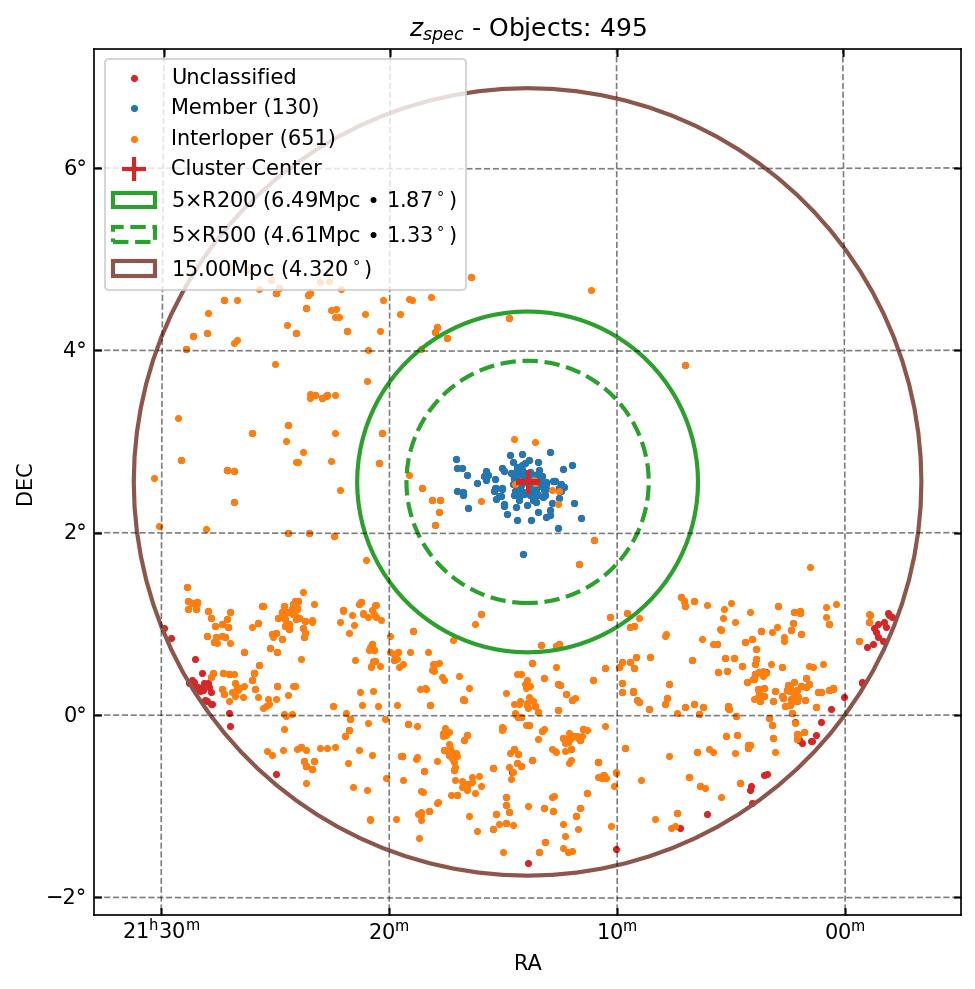 z_spec - Objects: 495
Unclassified
Member (130)
Interloper (651)
Cluster Center
5×R200 (6.49Mpc • 1.87°)
5×R500 (4.61Mpc • 1.33°)
15.00Mpc (4.320°)
6°
4°
2°
0°
−2°
DEC
21ʰ30ᵐ
20ᵐ
10ᵐ
00ᵐ
RA